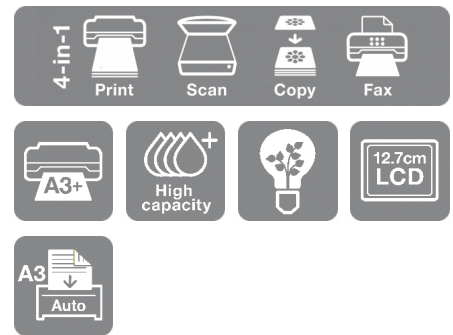 4-in-1
Print
Scan
Copy
Fax
A3+
+
High
capacity
12.7cm
LCD
A3
Auto